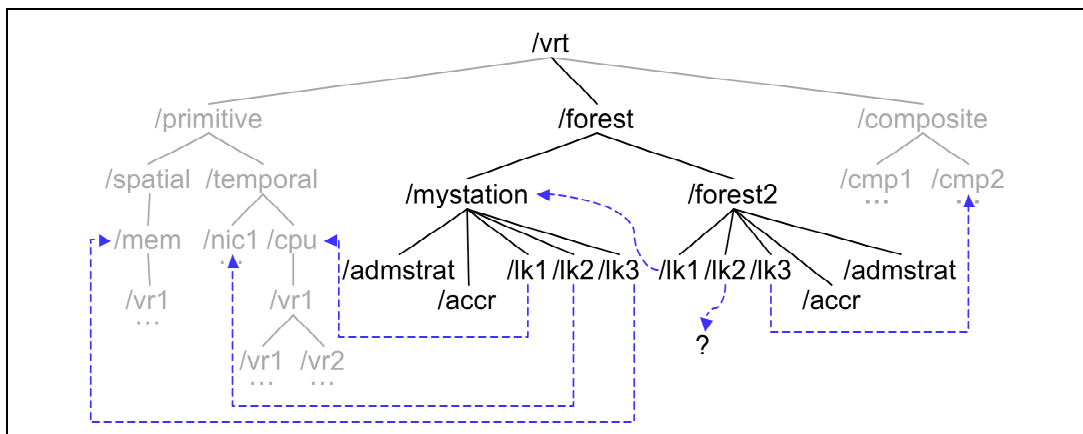 /vrt
/primitive /forest /composite
/spatial /temporal /mystation /forest2 /cmp1 /cmp2
... ...
/mem /nic1 /cpu /admstrat /lk1 /lk2 /lk3 /lk1 /lk2 /lk3 /admstrat
...
/vr1 /vr1 /accr /accr
...
/vr1 /vr2 ?
... ...